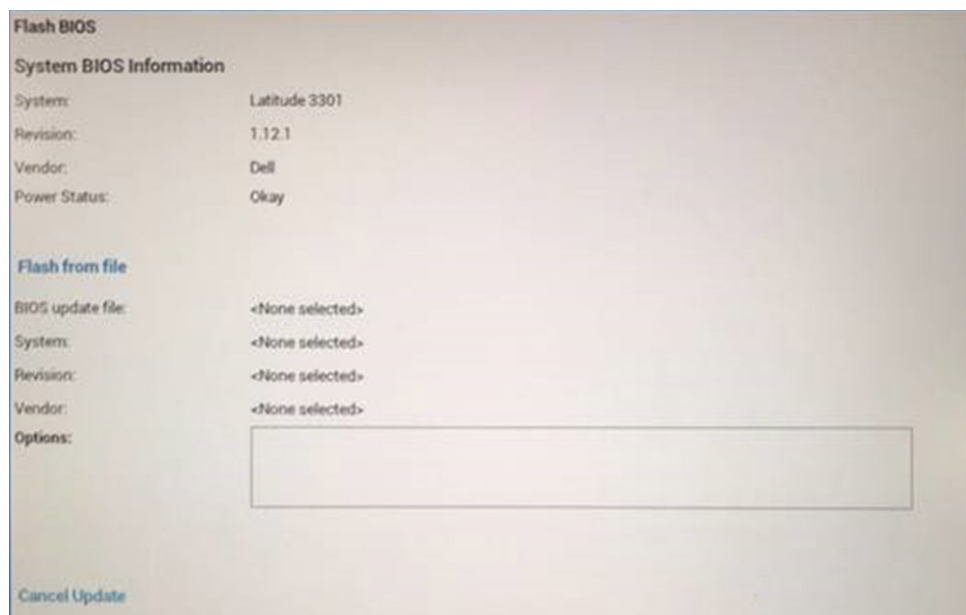 Flash BIOS
System BIOS Information
System: Latitude 3301
Revision: 1.12.1
Vendor: Dell
Power Status: Okay
Flash from file
BIOS update file: <None selected>
System: <None selected>
Revision: <None selected>
Vendor: <None selected>
Options:
Cancel Update